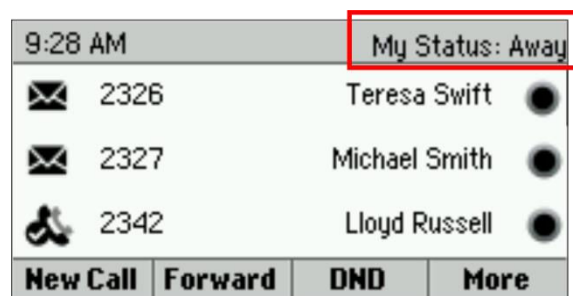 9:28 AM My Status: Away
2326 Teresa Swift
2327 Michael Smith
2342 Lloyd Russell
New Call Forward DND More